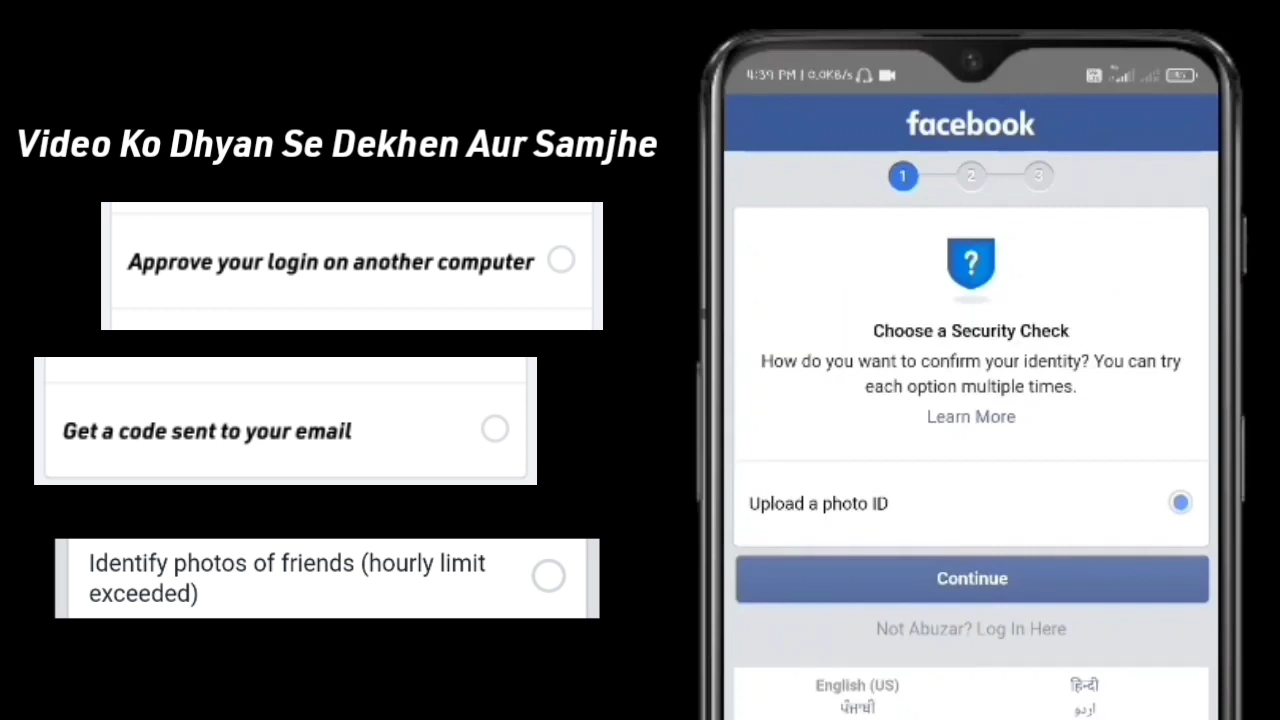 Video Ko Dhyan Se Dekhen Aur Samjhe
Approve your login on another computer
Get a code sent to your email
Identify photos of friends (hourly limit
exceeded)
4:39 PM | 0.0KB/s
facebook
1 2 3
?
Choose a Security Check
How do you want to confirm your identity? You can try
each option multiple times.
Learn More
Upload a photo ID
Continue
Not Abuzar? Log In Here
English (US) हिन्दी
ਪੰਜਾਬੀ اردو